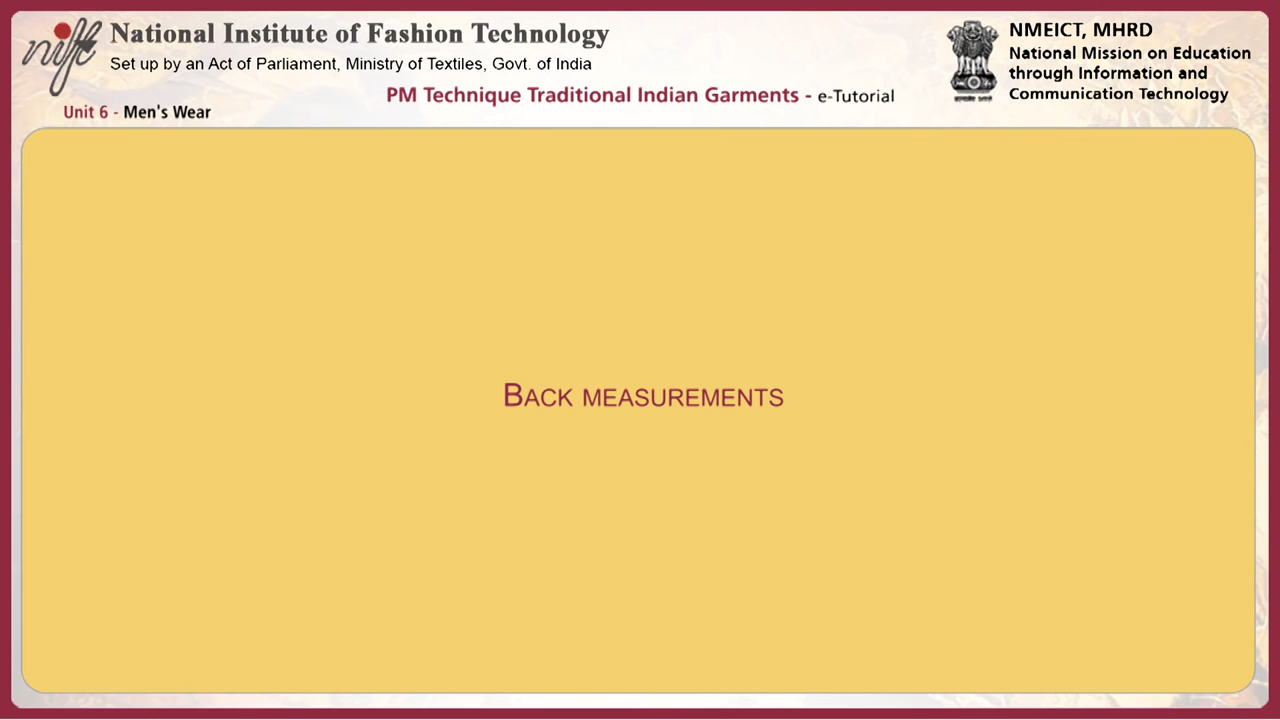 nift
National Institute of Fashion Technology
Set up by an Act of Parliament, Ministry of Textiles, Govt. of India
PM Technique Traditional Indian Garments - e-Tutorial
Unit 6 - Men's Wear
NMEICT, MHRD
National Mission on Education
through Information and
Communication Technology
BACK MEASUREMENTS